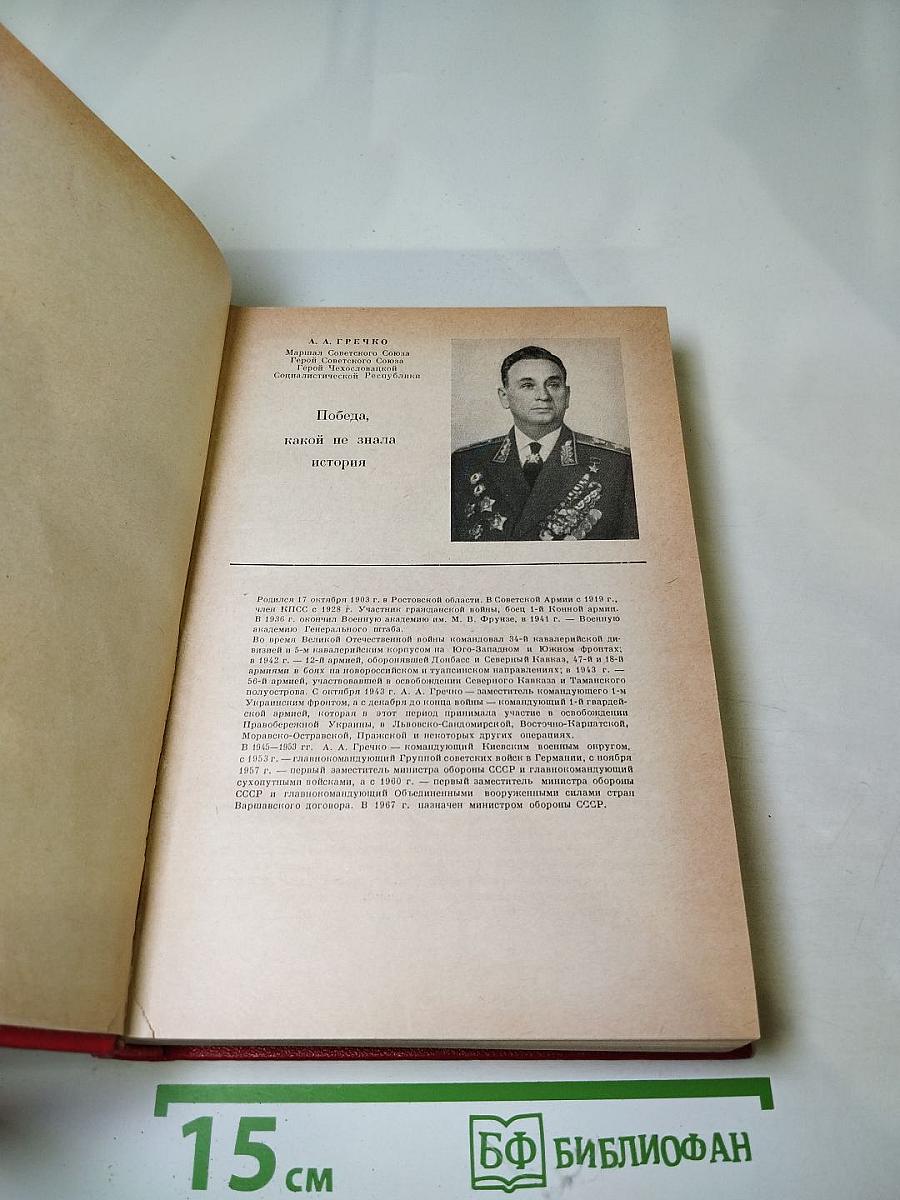 А. А. ГРЕЧКО
Маршал Советского Союза
Герой Советского Союза
Герой Чехословацкой
Социалистической Республики
Победа,
какой не знала
история
Родился 17 октября 1903 г. в Ростовской области. В Советской Армии с 1919 г.,
член КПСС с 1928 г. Участник гражданской войны, боец 1-й Конной армии.
В 1936 г. окончил Военную академию им. М. В. Фрунзе, в 1941 г. — Военную
академию Генерального штаба.
Во время Великой Отечественной войны командовал 34-й кавалерийской ди-
визией и 5-м кавалерийским корпусом на Юго-Западном и Южном фронтах;
в 1942 г. — 12-й армией, оборонявшей Донбасс и Северный Кавказ, 47-й и 18-й
армиями в боях на новороссийском и туапсинском направлениях; в 1943 г. —
56-й армией, участвовавшей в освобождении Северного Кавказа и Таманского
полуострова. С октября 1943 г. А. А. Гречко — заместитель командующего 1-м
Украинским фронтом, а с декабря до конца войны — командующий 1-й гвардей-
ской армией, которая в этот период принимала участие в освобождении
Правобережной Украины, в Львовско-Сандомирской, Восточно-Карпатской,
Моравско-Остравской, Пражской и некоторых других операциях.
В 1945—1953 гг. А. А. Гречко — командующий Киевским военным округом,
с 1953 г. — главнокомандующий Группой советских войск в Германии, с ноября
1957 г. — первый заместитель министра обороны СССР и главнокомандующий
сухопутными войсками, а с 1960 г. — первый заместитель министра обороны
СССР и главнокомандующий Объединенными вооруженными силами стран
Варшавского договора. В 1967 г. назначен министром обороны СССР.
15 см
БФ БИБЛИОФАН